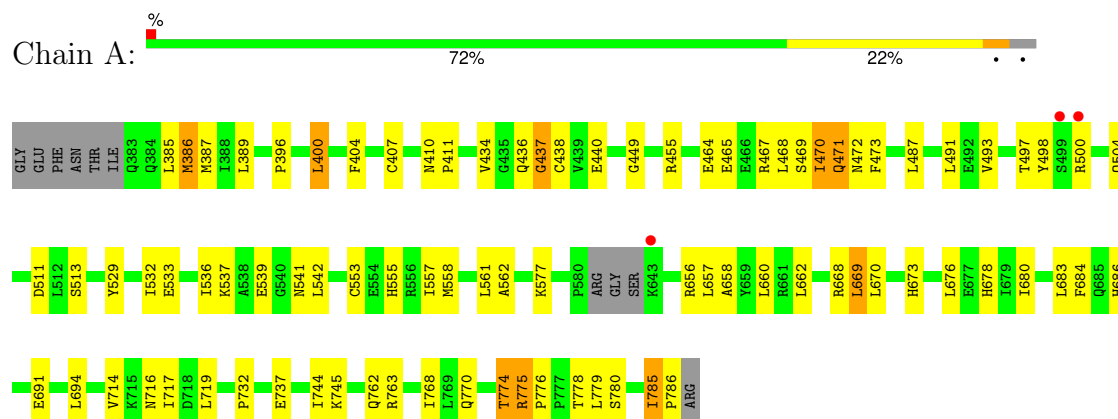 %
Chain A:
72% 22% • •
GLY GLU PHE ASN THR ILE Q383 Q384 L385 M386 M387 I388 L389 P396 L400 F404 C407 N410 P411 V434 G435 Q436 G437 C438 V439 E440 G449 R455 E464 E465 E466 R467 L468 S469 I470 Q471 N472 F473 L487 L491 E492 V493 T497 Y498 S499 R500 Q504
D511 L512 S513 Y529 I532 E533 I536 K537 A538 E539 G540 N541 L542 C553 E554 H555 R556 I557 M558 L561 A562 K577 P580 ARG GLY SER K643 R656 L657 A658 Y659 L660 R661 L662 R668 L669 L670 H673 L676 E677 H678 I679 I680 L683 F684 Q685 H686
E691 L694 V714 K715 N716 I717 D718 L719 P732 E737 I744 K745 Q762 R763 I768 L769 Q770 T774 R775 P776 P777 T778 L779 S780 I785 P786 ARG